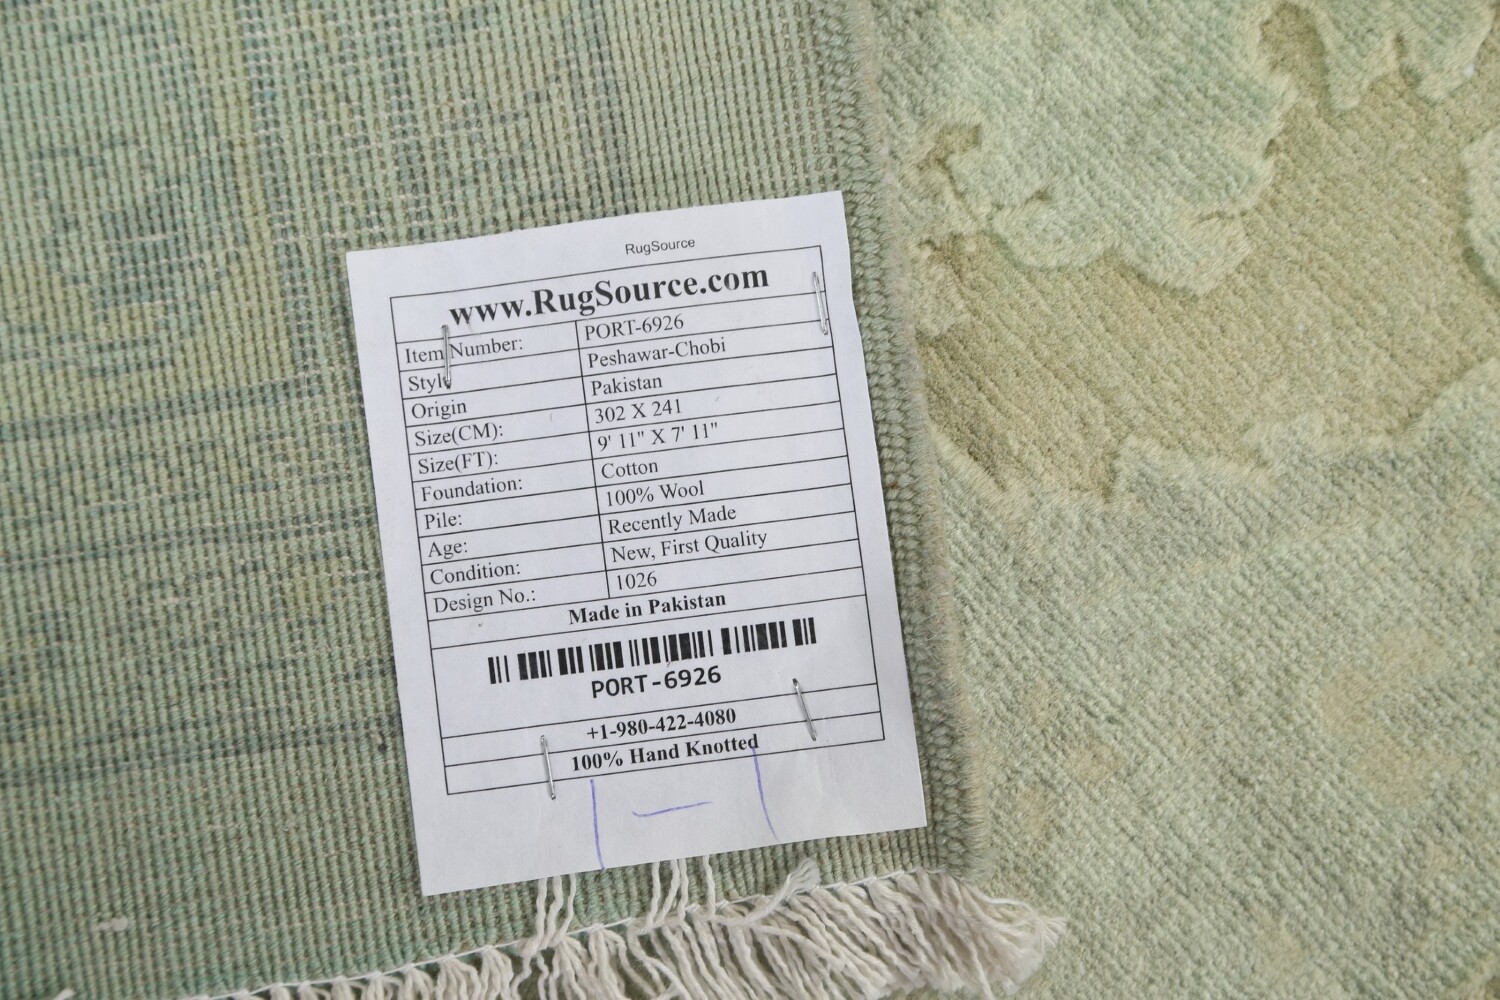 RugSource
www.RugSource.com
Item Number: PORT-6926
Style Peshawar-Chobi
Origin Pakistan
Size(CM): 302 X 241
Size(FT): 9' 11" X 7' 11"
Foundation: Cotton
Pile: 100% Wool
Age: Recently Made
Condition: New, First Quality
Design No.: 1026
Made in Pakistan
PORT-6926
+1-980-422-4080
100% Hand Knotted
1 - 1